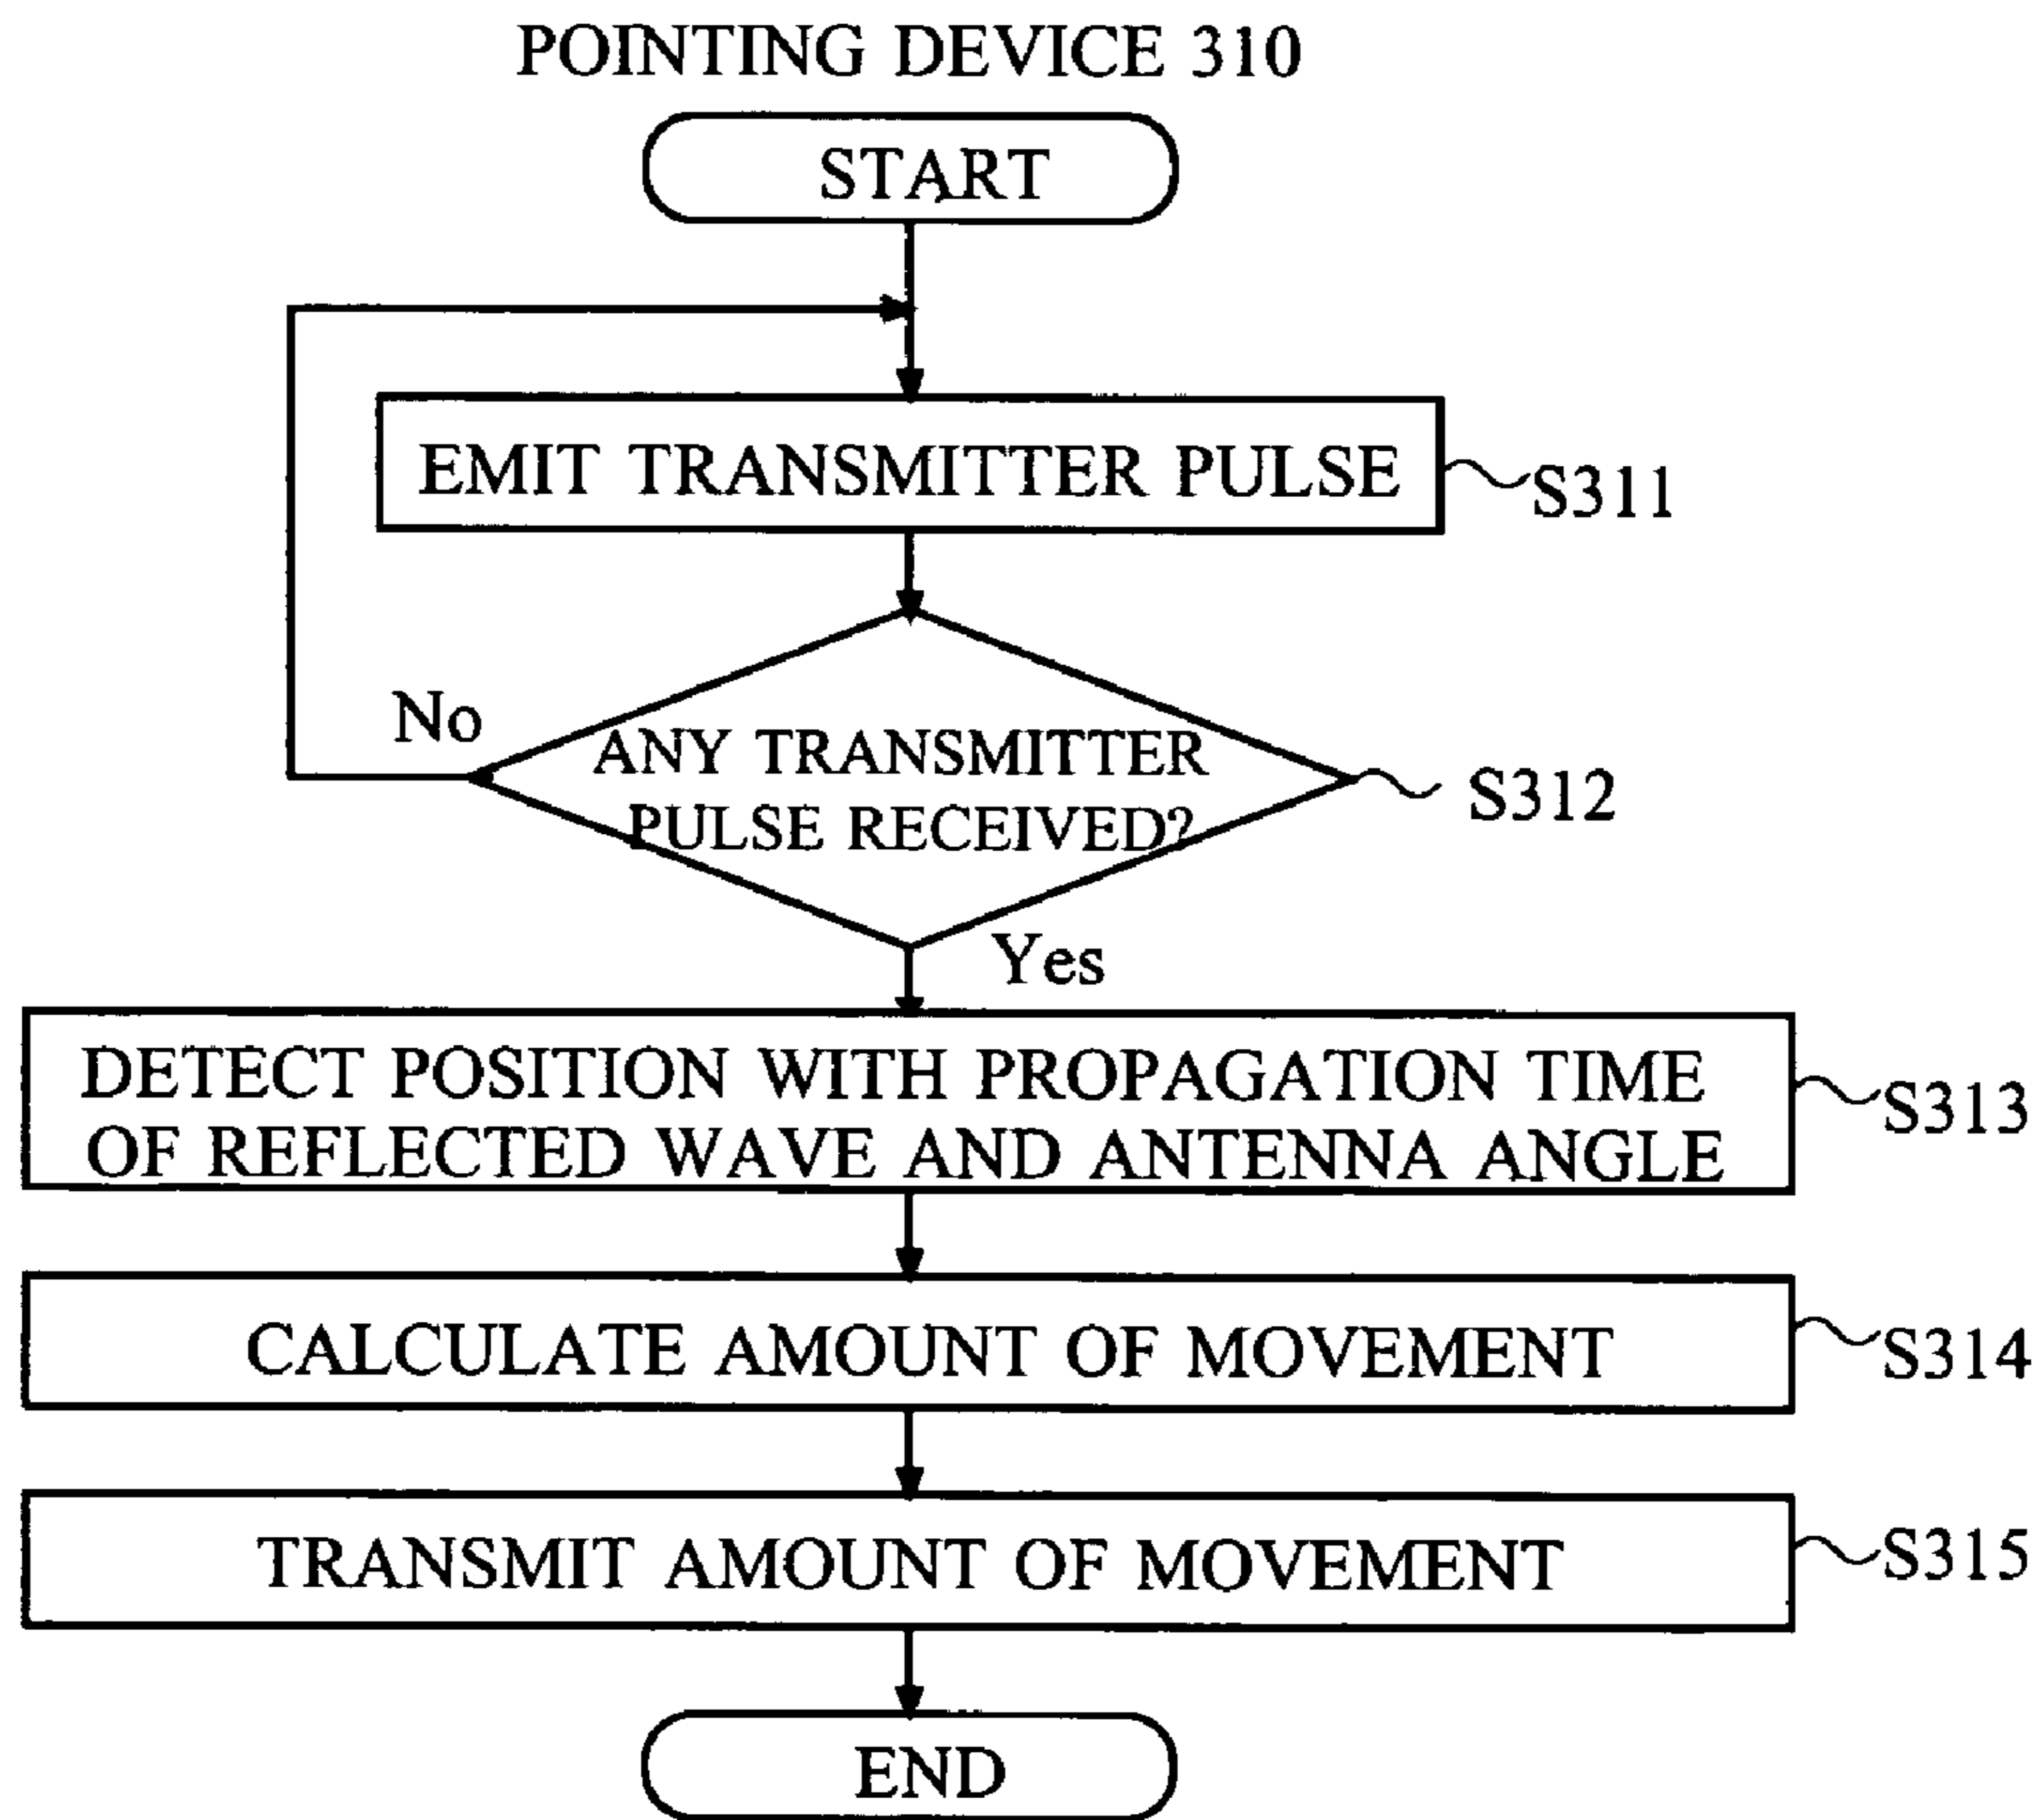 POINTING DEVICE 310
START
EMIT TRANSMITTER PULSE
S311
No
ANY TRANSMITTER
PULSE RECEIVED?
S312
Yes
DETECT POSITION WITH PROPAGATION TIME
OF REFLECTED WAVE AND ANTENNA ANGLE
S313
CALCULATE AMOUNT OF MOVEMENT
S314
TRANSMIT AMOUNT OF MOVEMENT
S315
END